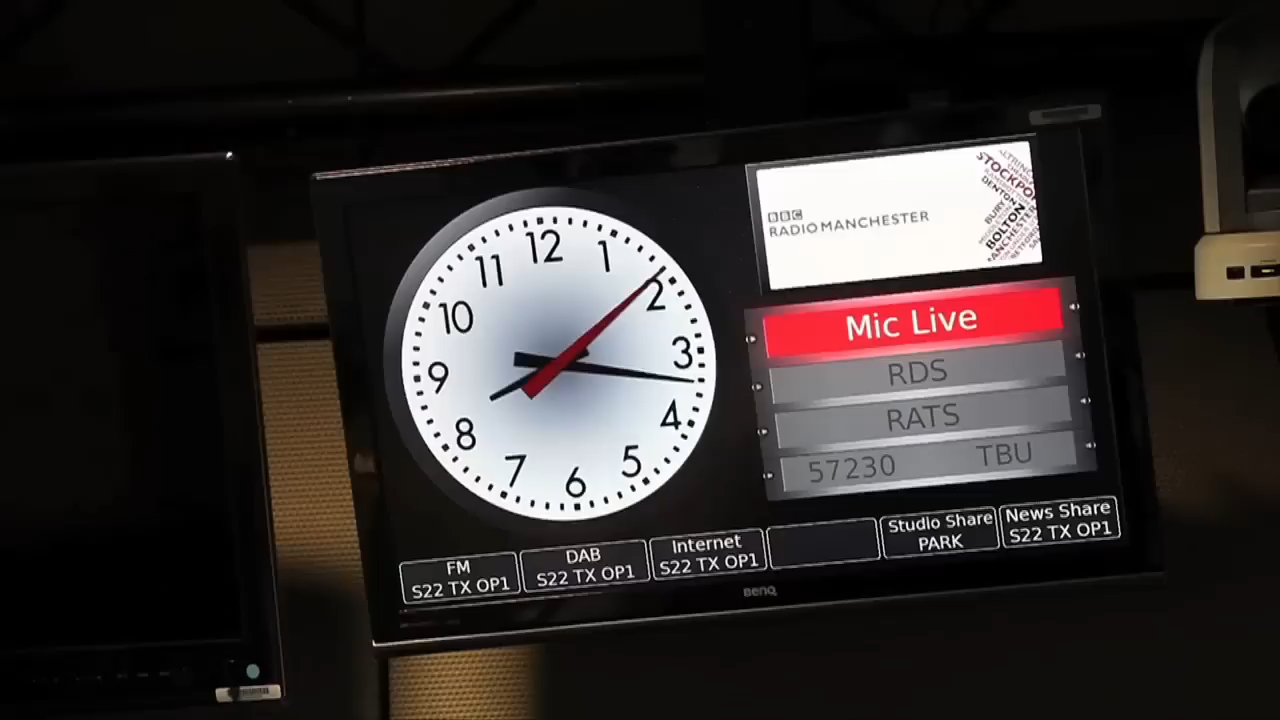 12
1
2
3
4
5
6
7
8
9
10
11
BBC
RADIO MANCHESTER
STOCKPO
DENTON
BURY
BOLTON
Mic Live
RDS
RATS
57230 TBU
FM
S22 TX OP1
DAB
S22 TX OP1
Internet
S22 TX OP1
Studio Share
PARK
News Share
S22 TX OP1
BenQ